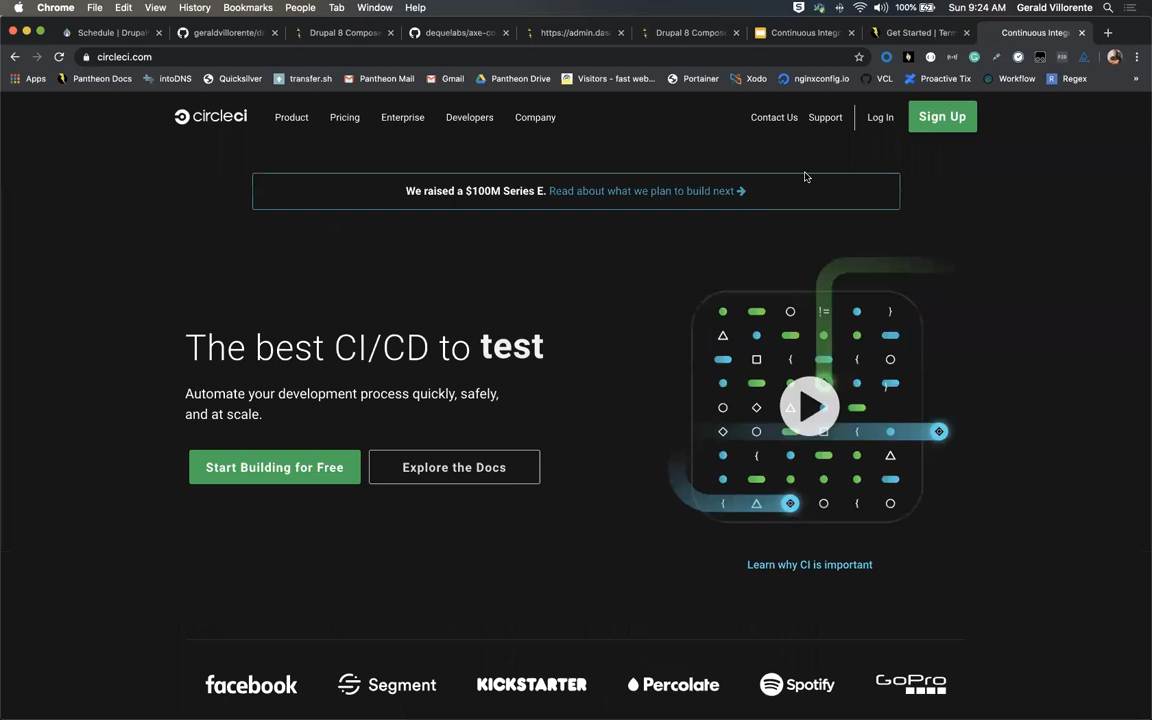 Chrome File Edit View History Bookmarks People Tab Window Help
100% Sun 9:24 AM Gerald Villorente
Schedule | Drupal geraldvillorente/dr Drupal 8 Compose dequelabs/axe-co https://admin.das Drupal 8 Compose Continuous Integr Get Started | Term Continuous Integr
circleci.com
Apps Pantheon Docs intoDNS Quicksilver transfer.sh Pantheon Mail Gmail Pantheon Drive Visitors - fast web... Portainer Xodo nginxconfig.io VCL Proactive Tix Workflow Regex »
circleci Product Pricing Enterprise Developers Company Contact Us Support Log In Sign Up
We raised a $100M Series E. Read about what we plan to build next →
The best CI/CD to test
Automate your development process quickly, safely,
and at scale.
Start Building for Free Explore the Docs
Learn why CI is important
facebook Segment KICKSTARTER Percolate Spotify GoPro